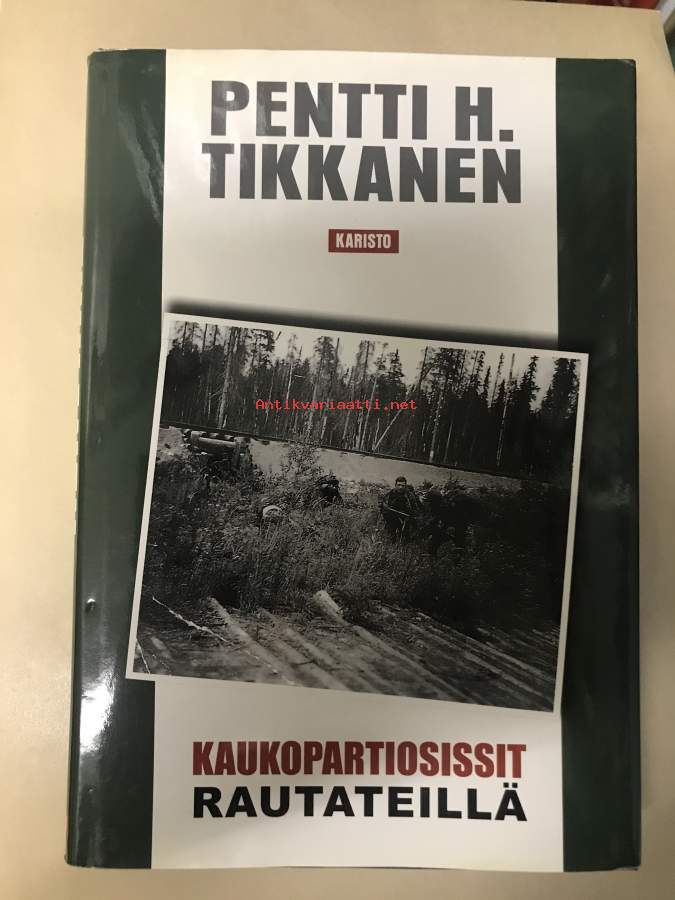 PENTTI H.
TIKKANEN
KARISTO
Antikvariaatti.net
KAUKOPARTIOSISSIT
RAUTATEILLÄ